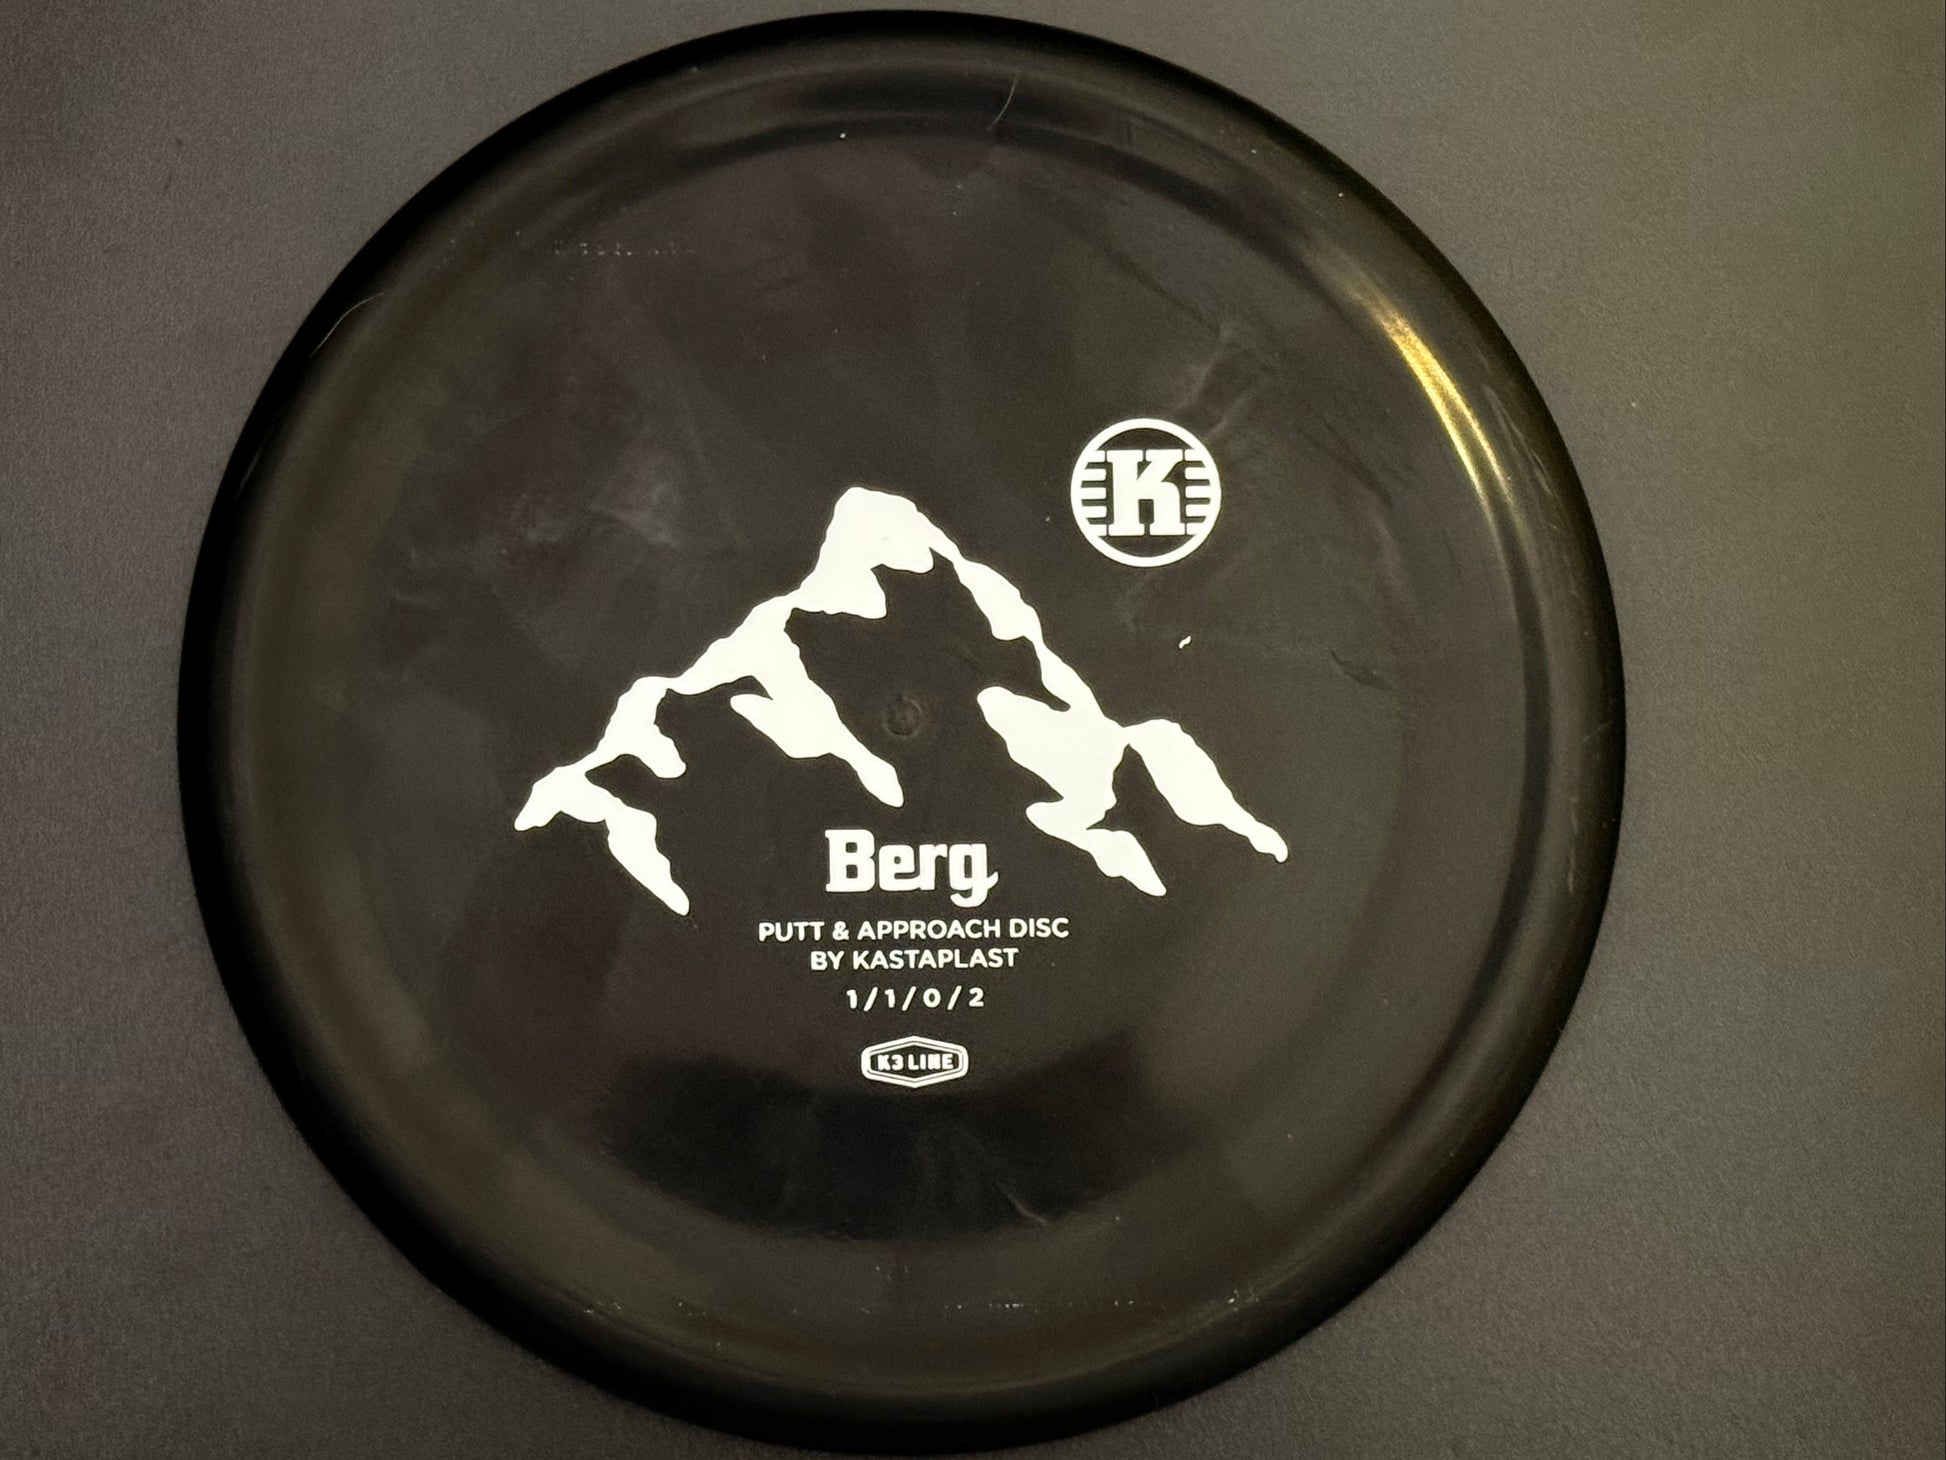 K
Berg
PUTT & APPROACH DISC
BY KASTAPLAST
1/1/0/2
K3 LINE